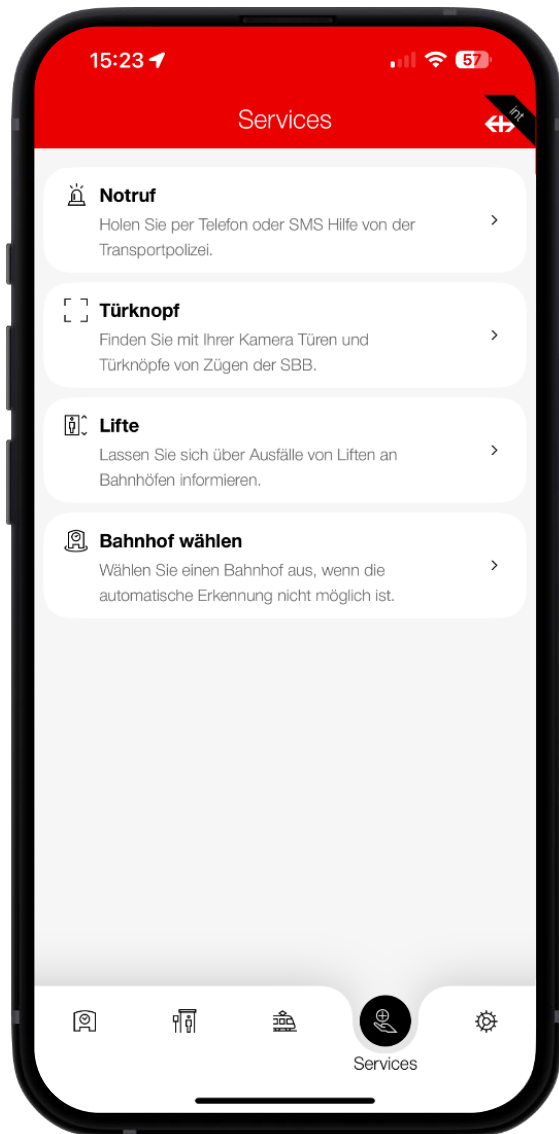 15:23
57
Services
int
Notruf
Holen Sie per Telefon oder SMS Hilfe von der
Transportpolizei.
Türknopf
Finden Sie mit Ihrer Kamera Türen und
Türknöpfe von Zügen der SBB.
Lifte
Lassen Sie sich über Ausfälle von Liften an
Bahnhöfen informieren.
Bahnhof wählen
Wählen Sie einen Bahnhof aus, wenn die
automatische Erkennung nicht möglich ist.
Services